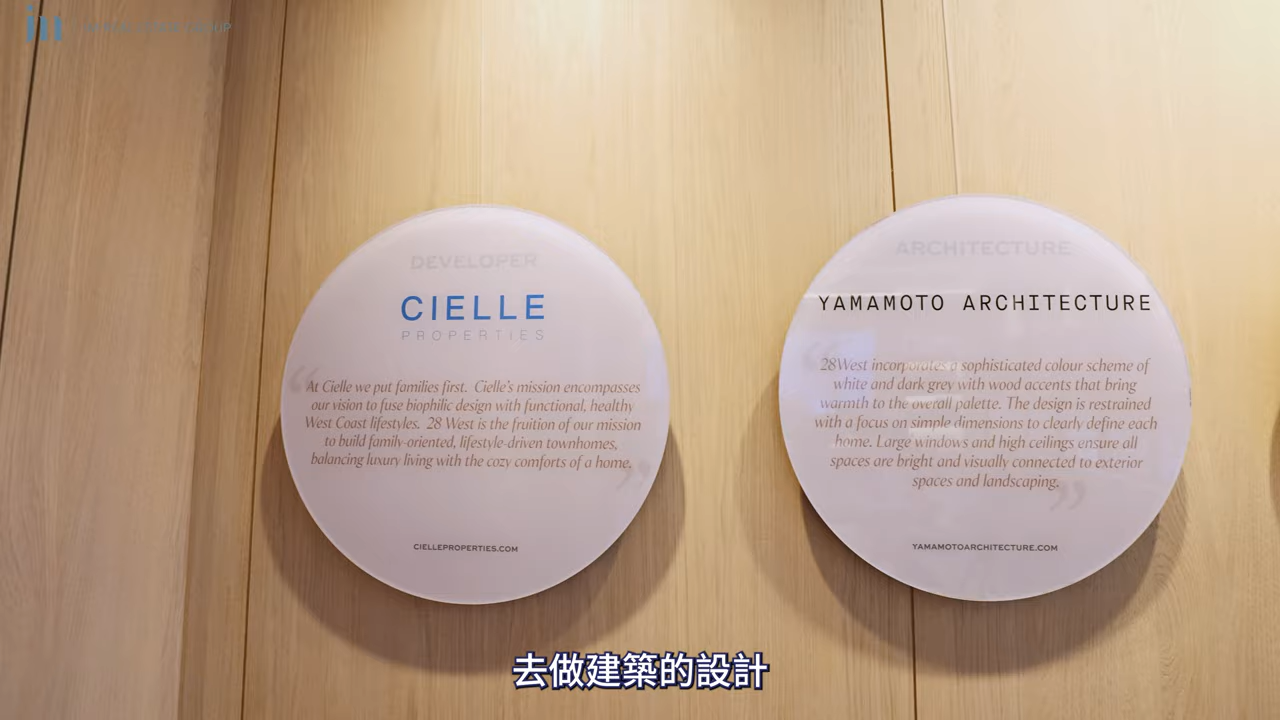 DEVELOPER
CIELLE
PROPERTIES
“At Cielle we put families first. Cielle's mission encompasses
our vision to fuse biophilic design with functional, healthy
West Coast lifestyles. 28 West is the fruition of our mission
to build family-oriented, lifestyle-driven townhomes,
balancing luxury living with the cozy comforts of a home.”
CIELLEPROPERTIES.COM
ARCHITECTURE
YAMAMOTO ARCHITECTURE
“28West incorporates a sophisticated colour scheme of
white and dark grey with wood accents that bring
warmth to the overall palette. The design is restrained
with a focus on simple dimensions to clearly define each
home. Large windows and high ceilings ensure all
spaces are bright and visually connected to exterior
spaces and landscaping.”
YAMAMOTOARCHITECTURE.COM
去做建築的設計